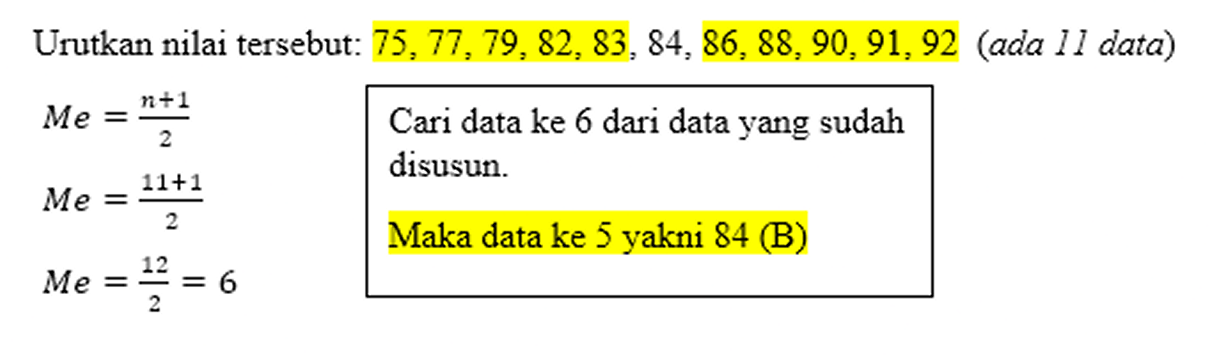 Urutkan nilai tersebut: 75, 77, 79, 82, 83, 84, 86, 88, 90, 91, 92 (ada 11 data)
Me = \frac{n+1}{2}
Me = \frac{11+1}{2}
Me = \frac{12}{2} = 6
Cari data ke 6 dari data yang sudah
disusun.
Maka data ke 5 yakni 84 (B)